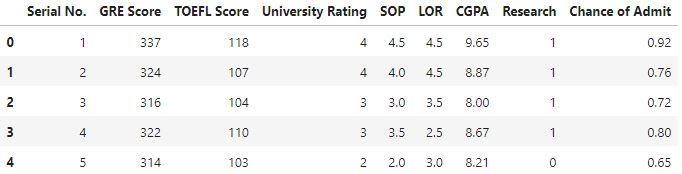 Serial No. GRE Score TOEFL Score University Rating SOP LOR CGPA Research Chance of Admit
0 1 337 118 4 4.5 4.5 9.65 1 0.92
1 2 324 107 4 4.0 4.5 8.87 1 0.76
2 3 316 104 3 3.0 3.5 8.00 1 0.72
3 4 322 110 3 3.5 2.5 8.67 1 0.80
4 5 314 103 2 2.0 3.0 8.21 0 0.65